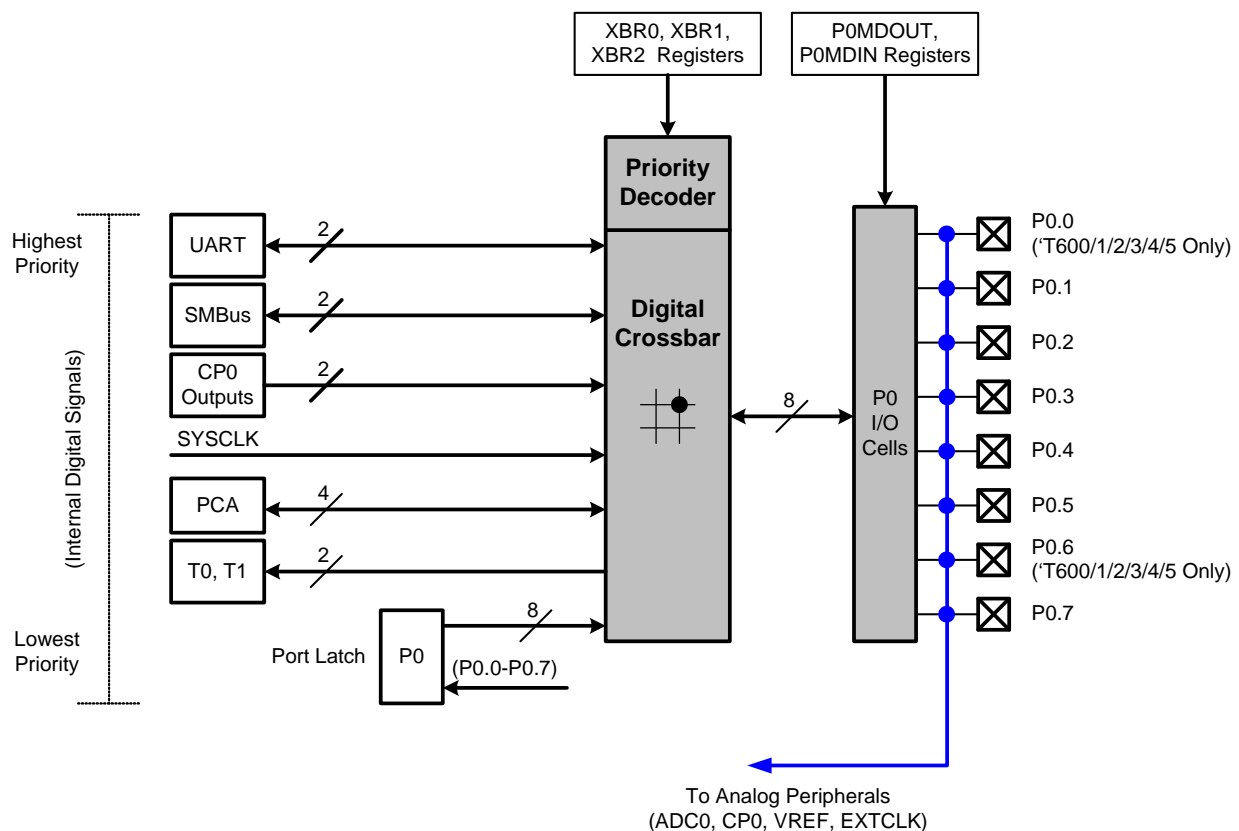 XBR0, XBR1,
XBR2 Registers
P0MDOUT,
P0MDIN Registers
Priority
Decoder
Highest
Priority
UART
2
SMBus
2
CP0
Outputs
2
SYSCLK
PCA
4
T0, T1
2
Digital
Crossbar
8
P0
I/O
Cells
P0.0
(‘T600/1/2/3/4/5 Only)
P0.1
P0.2
P0.3
P0.4
P0.5
P0.6
(‘T600/1/2/3/4/5 Only)
P0.7
(Internal Digital Signals)
Lowest
Priority
Port Latch
P0
8
(P0.0-P0.7)
To Analog Peripherals
(ADC0, CP0, VREF, EXTCLK)